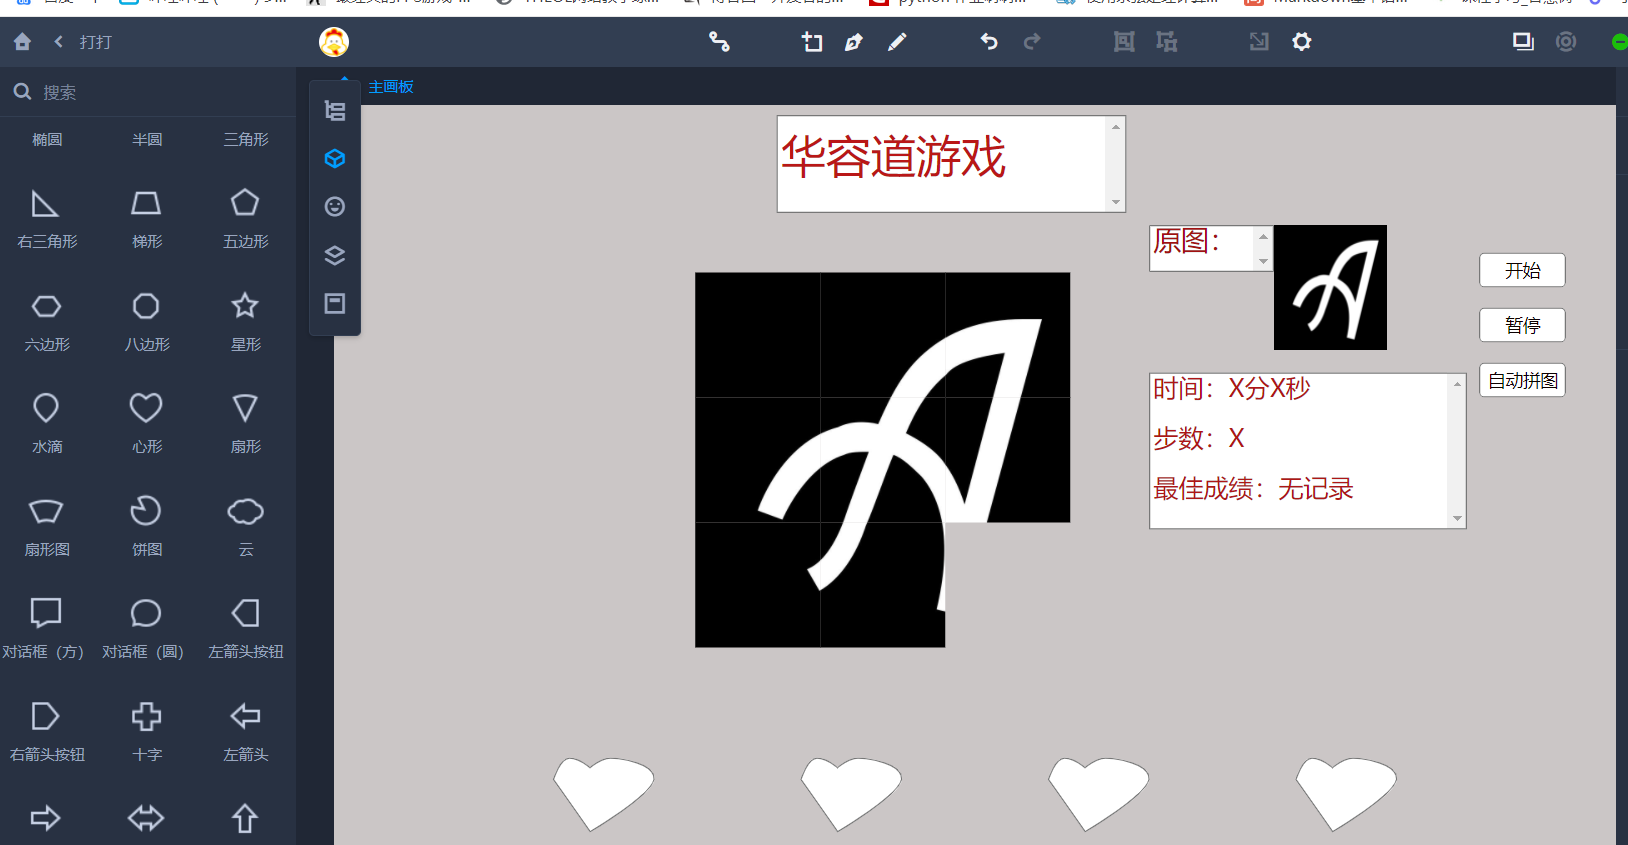 打打
搜索
主画板
椭圆
半圆
三角形
右三角形
梯形
五边形
六边形
八边形
星形
水滴
心形
扇形
扇形图
饼图
云
对话框（方）
对话框（圆）
左箭头按钮
右箭头按钮
十字
左箭头
华容道游戏
原图：
开始
暂停
自动拼图
时间：X分X秒
步数：X
最佳成绩：无记录